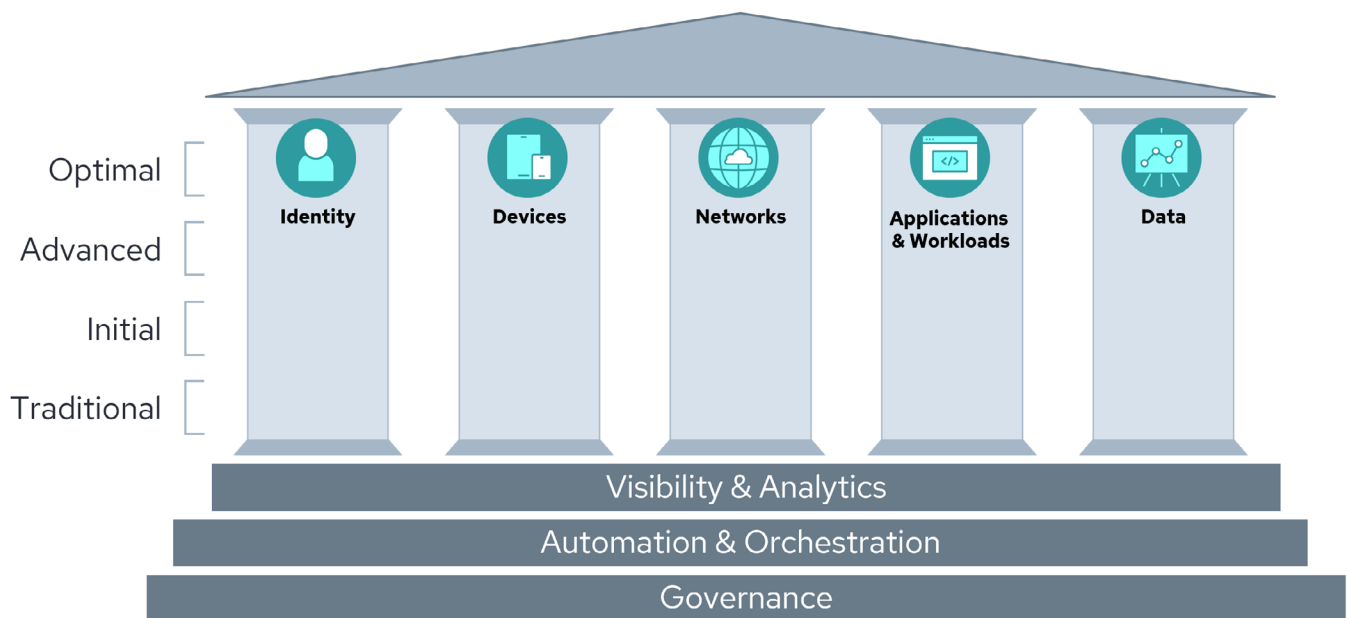 Optimal
Advanced
Initial
Traditional
Identity
Devices
Networks
Applications
& Workloads
Data
</>
Visibility & Analytics
Automation & Orchestration
Governance